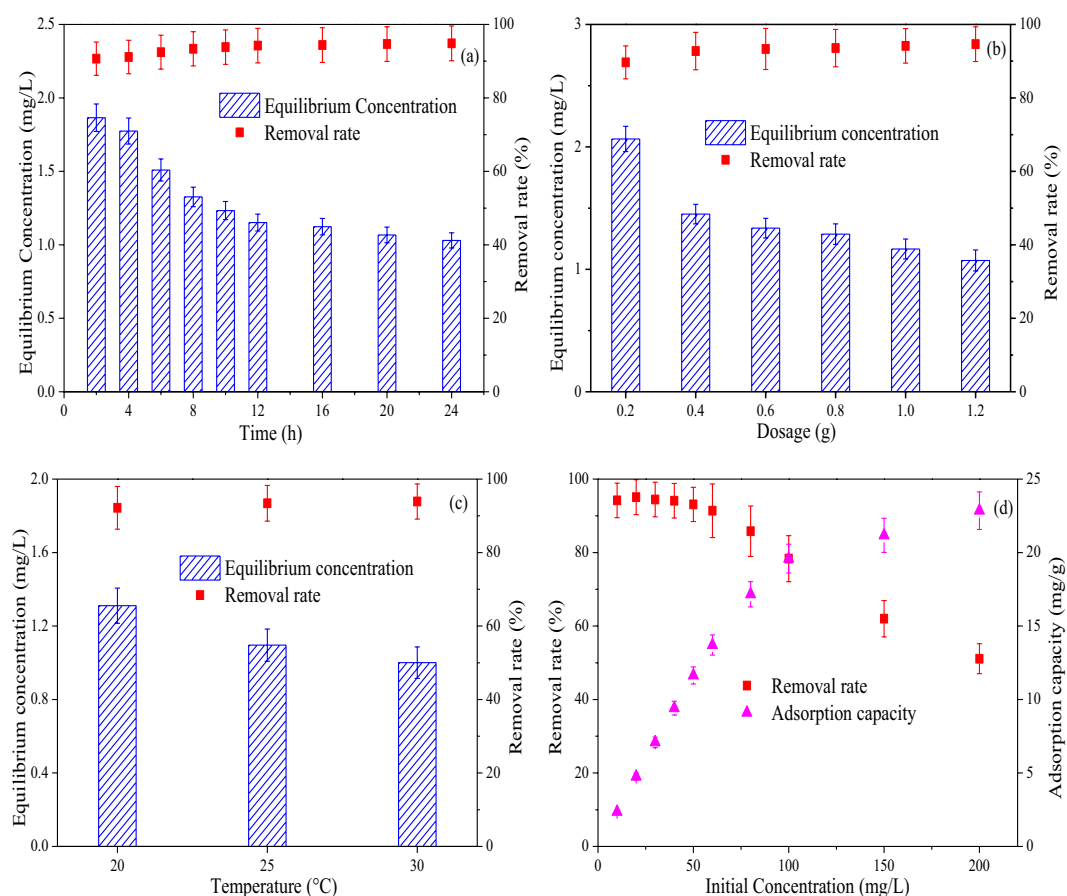 (a)
Equilibrium Concentration
Removal rate
Equilibrium Concentration (mg/L)
Removal rate (%)
2.5
2.0
1.5
1.0
0.5
0.0
100
80
60
40
20
0
0 4 8 12 16 20 24
Time (h)
(b)
Equilibrium concentration
Removal rate
Equilibrium concentration (mg/L)
Removal rate (%)
3
2
1
0
100
80
60
40
20
0
0.2 0.4 0.6 0.8 1.0 1.2
Dosage (g)
(c)
Equilibrium concentration
Removal rate
Equilibrium concentration (mg/L)
Removal rate (%)
2.0
1.6
1.2
0.8
0.4
0.0
100
80
60
40
20
0
20 25 30
Temperature (°C)
(d)
Removal rate
Adsorption capacity
Removal rate (%)
Adsorption capacity (mg/g)
100
80
60
40
20
0
25
20
15
10
5
0
0 50 100 150 200
Initial Concentration (mg/L)